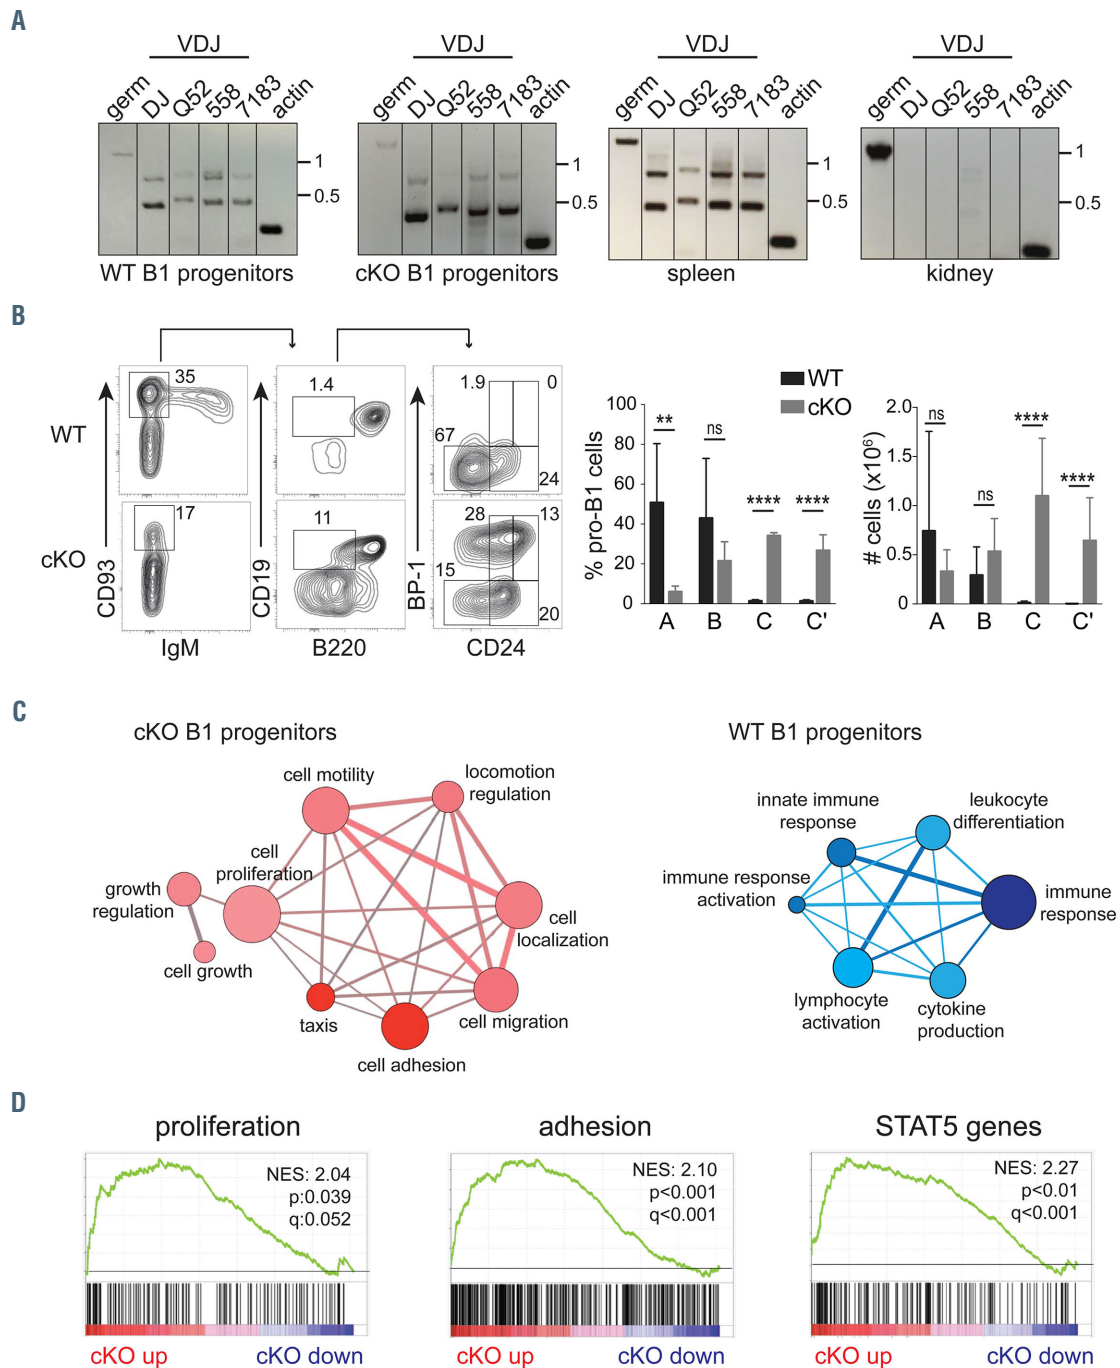 A
VDJ
germ DJ Q52 558 7183 actin
1
0.5
WT B1 progenitors
VDJ
germ DJ Q52 558 7183 actin
1
0.5
cKO B1 progenitors
VDJ
germ DJ Q52 558 7183 actin
1
0.5
spleen
VDJ
germ DJ Q52 558 7183 actin
1
0.5
kidney
B
WT
35
1.4
1.9
0
67
24
cKO
17
11
28
13
15
20
CD93
IgM
CD19
B220
BP-1
CD24
WT
cKO
% pro-B1 cells
100
80
60
40
20
0
**
ns
****
****
A B C C'
# cells (x10⁶)
2.0
1.5
1.0
0.5
0
ns
ns
****
****
A B C C'
C
cKO B1 progenitors
cell motility
locomotion
regulation
cell
proliferation
growth
regulation
cell growth
cell
localization
taxis
cell migration
cell adhesion
WT B1 progenitors
innate immune
response
leukocyte
differentiation
immune response
activation
immune
response
lymphocyte
activation
cytokine
production
D
proliferation
NES: 2.04
p:0.039
q:0.052
cKO up cKO down
adhesion
NES: 2.10
p<0.001
q<0.001
cKO up cKO down
STAT5 genes
NES: 2.27
p<0.01
q<0.001
cKO up cKO down